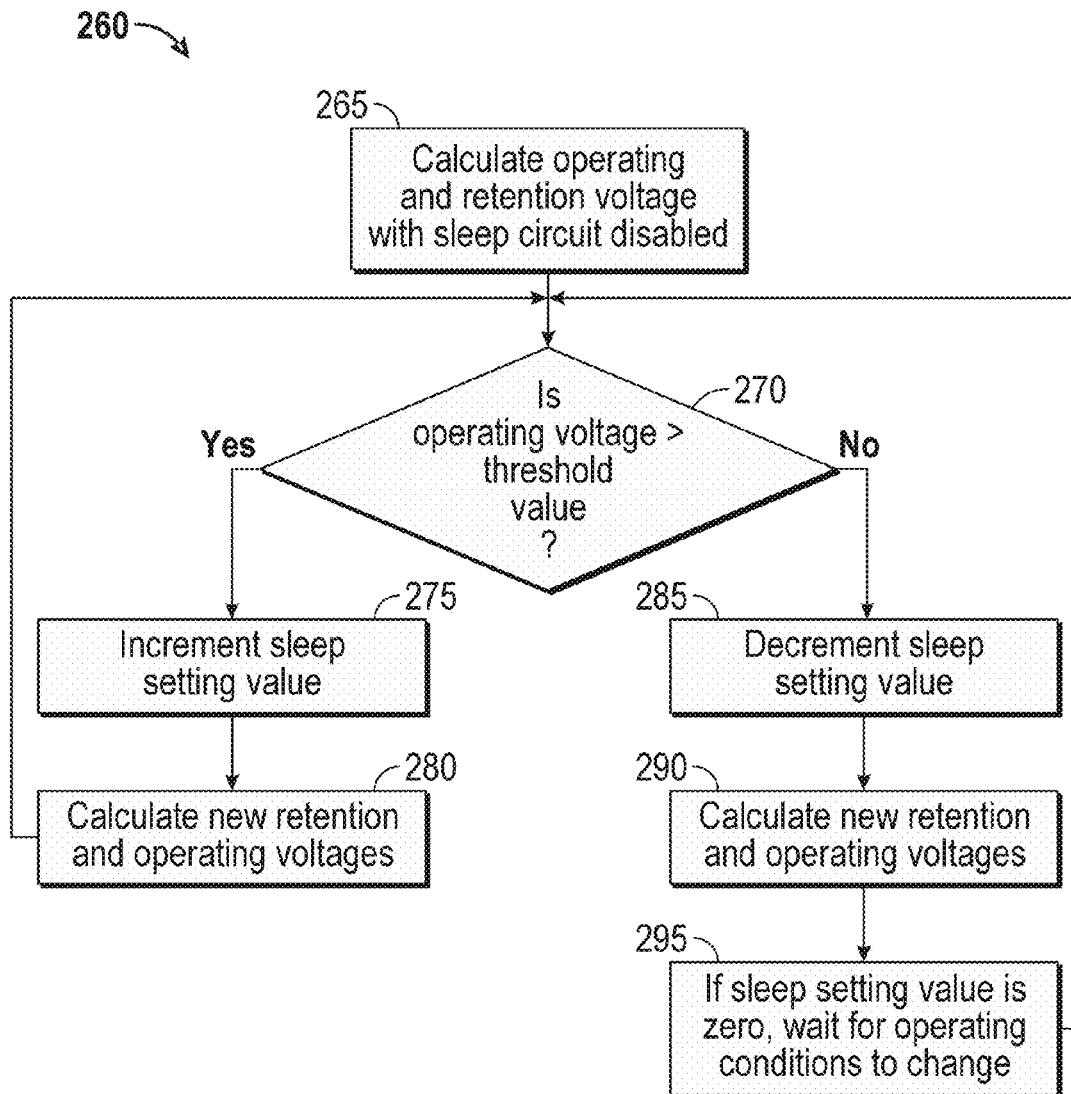 260
265
Calculate operating
and retention voltage
with sleep circuit disabled
270
Is
operating voltage >
threshold
value
?
Yes
No
275
Increment sleep
setting value
280
Calculate new retention
and operating voltages
285
Decrement sleep
setting value
290
Calculate new retention
and operating voltages
295
If sleep setting value is
zero, wait for operating
conditions to change